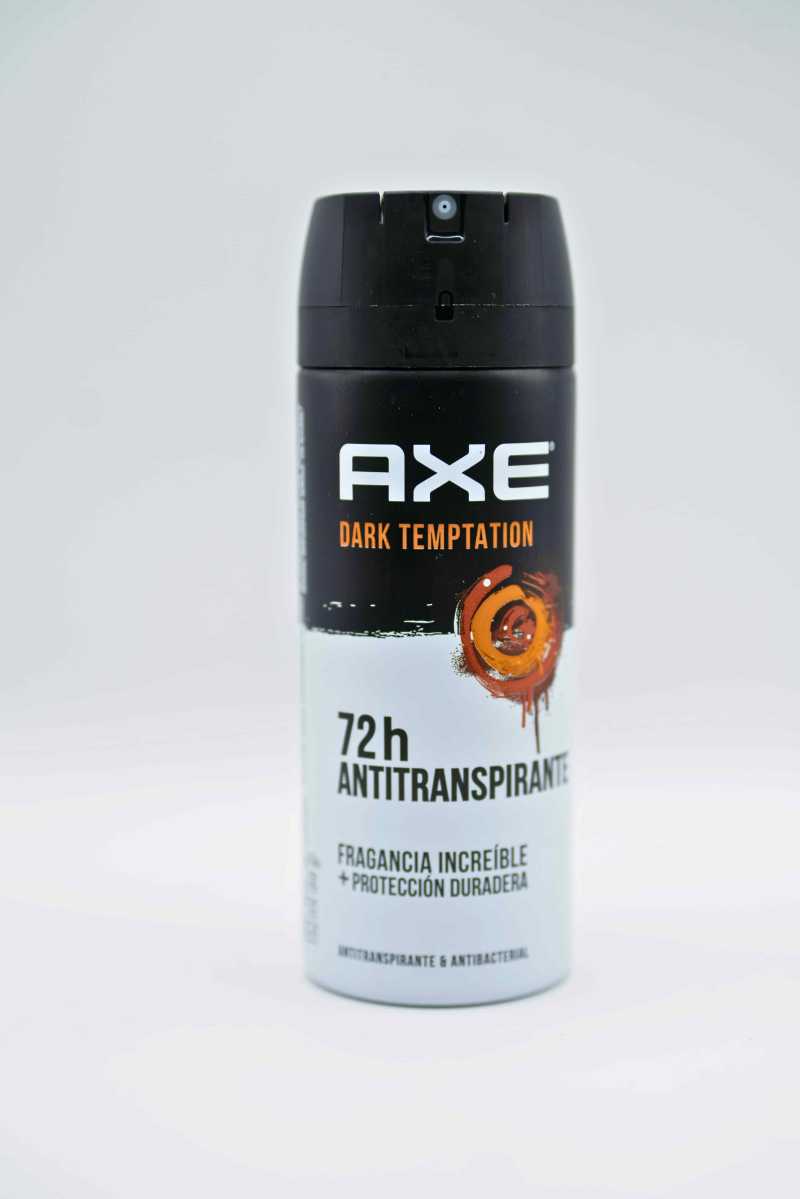 AXE®
DARK TEMPTATION
72h
ANTITRANSPIRANTE
FRAGANCIA INCREÍBLE
+ PROTECCIÓN DURADERA
ANTITRANSPIRANTE & ANTIBACTERIAL